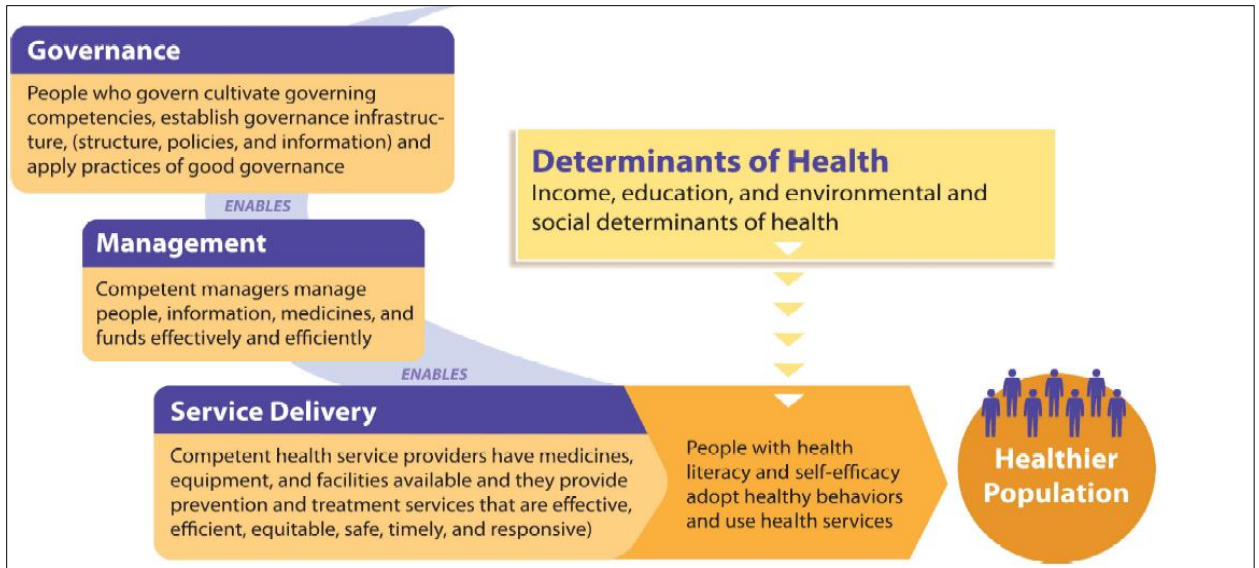 Governance
People who govern cultivate governing
competencies, establish governance infrastruc-
ture, (structure, policies, and information) and
apply practices of good governance
ENABLES
Management
Competent managers manage
people, information, medicines, and
funds effectively and efficiently
ENABLES
Service Delivery
Competent health service providers have medicines,
equipment, and facilities available and they provide
prevention and treatment services that are effective,
efficient, equitable, safe, timely, and responsive)
Determinants of Health
Income, education, and environmental and
social determinants of health
People with health
literacy and self-efficacy
adopt healthy behaviors
and use health services
Healthier
Population